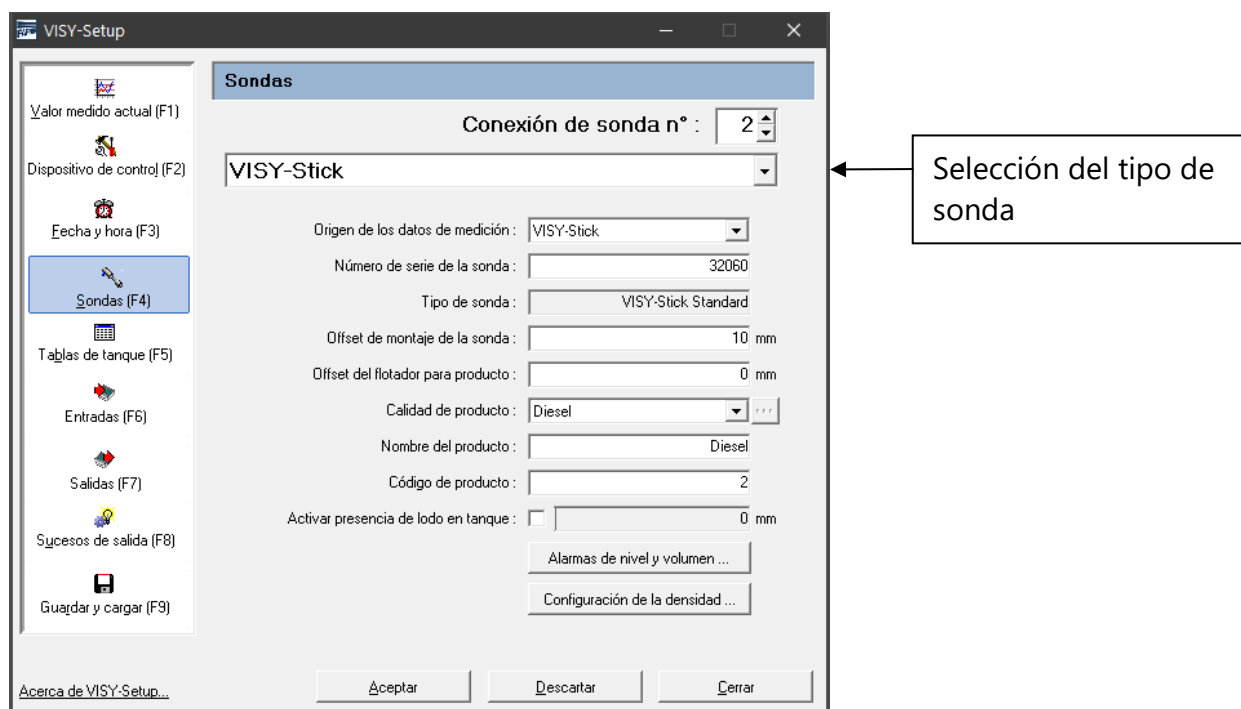 VISY-Setup
Valor medido actual (F1)
Dispositivo de control (F2)
Fecha y hora (F3)
Sondas (F4)
Tablas de tanque (F5)
Entradas (F6)
Salidas (F7)
Sucesos de salida (F8)
Guardar y cargar (F9)
Acerca de VISY-Setup...
Sondas
Conexión de sonda n° : 2
VISY-Stick
Origen de los datos de medición : VISY-Stick
Número de serie de la sonda : 32060
Tipo de sonda : VISY-Stick Standard
Offset de montaje de la sonda : 10 mm
Offset del flotador para producto : 0 mm
Calidad de producto : Diesel ...
Nombre del producto : Diesel
Código de producto : 2
Activar presencia de lodo en tanque : 0 mm
Alarmas de nivel y volumen ...
Configuración de la densidad ...
Aceptar
Descartar
Cerrar
Selección del tipo de
sonda